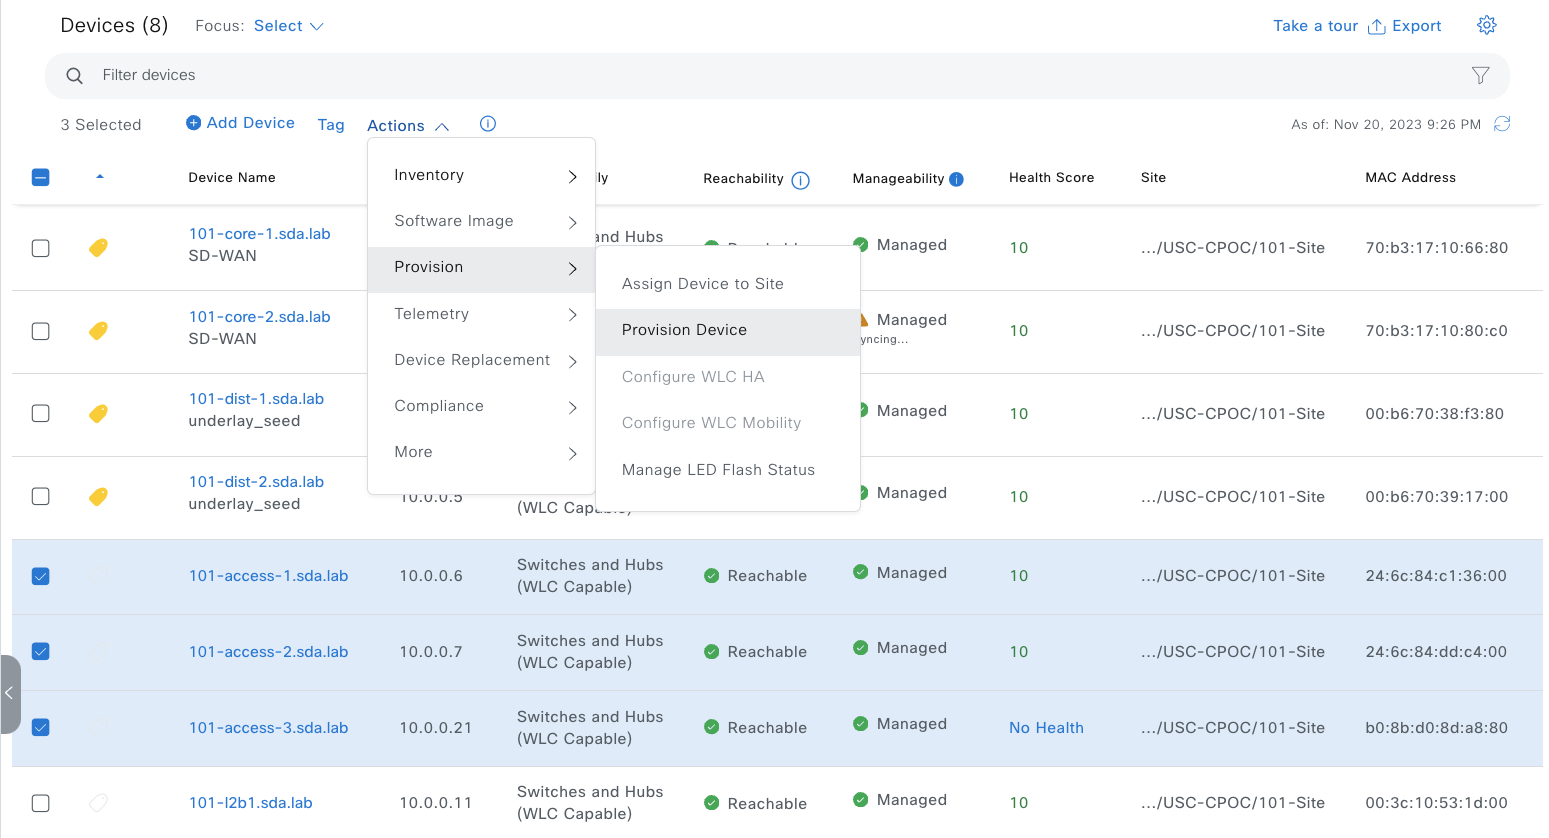 Devices (8) Focus: Select Take a tour Export
Filter devices
3 Selected Add Device Tag Actions As of: Nov 20, 2023 9:26 PM
Device Name Reachability Manageability Health Score Site MAC Address
Inventory
Software Image
Provision
Telemetry
Device Replacement
Compliance
More
Assign Device to Site
Provision Device
Configure WLC HA
Configure WLC Mobility
Manage LED Flash Status
101-core-1.sda.lab and Hubs Managed 10 .../USC-CPOC/101-Site 70:b3:17:10:66:80
SD-WAN
101-core-2.sda.lab Managed 10 .../USC-CPOC/101-Site 70:b3:17:10:80:c0
SD-WAN yncing...
101-dist-1.sda.lab Managed 10 .../USC-CPOC/101-Site 00:b6:70:38:f3:80
underlay_seed
101-dist-2.sda.lab 10.0.0.5 Managed 10 .../USC-CPOC/101-Site 00:b6:70:39:17:00
underlay_seed (WLC Capable)
101-access-1.sda.lab 10.0.0.6 Switches and Hubs Reachable Managed 10 .../USC-CPOC/101-Site 24:6c:84:c1:36:00
(WLC Capable)
101-access-2.sda.lab 10.0.0.7 Switches and Hubs Reachable Managed 10 .../USC-CPOC/101-Site 24:6c:84:dd:c4:00
(WLC Capable)
101-access-3.sda.lab 10.0.0.21 Switches and Hubs Reachable Managed No Health .../USC-CPOC/101-Site b0:8b:d0:8d:a8:80
(WLC Capable)
101-l2b1.sda.lab 10.0.0.11 Switches and Hubs Reachable Managed 10 .../USC-CPOC/101-Site 00:3c:10:53:1d:00
(WLC Capable)